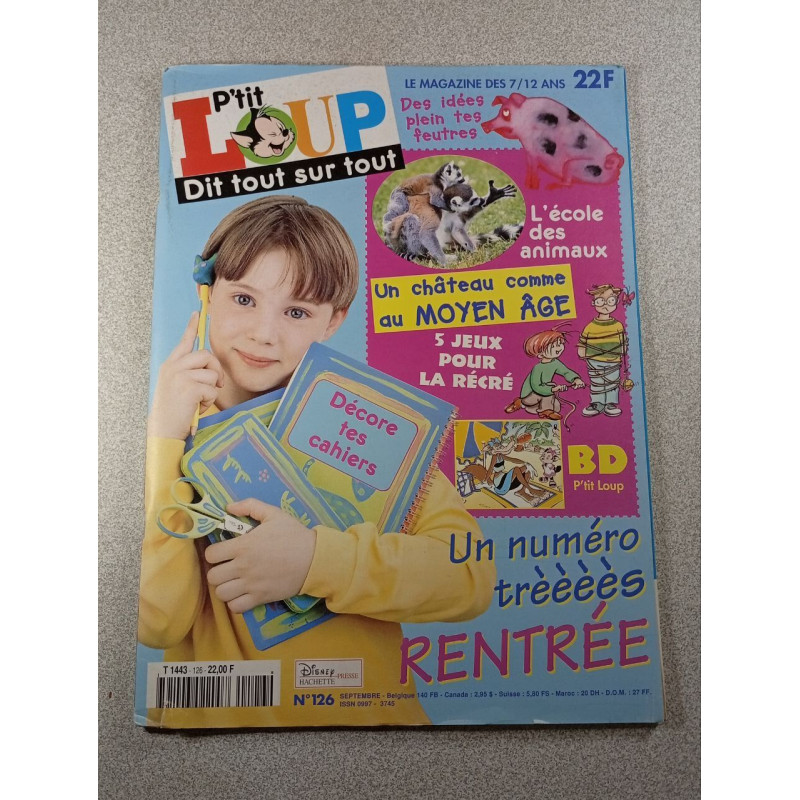 P'tit
LOUP
Dit tout sur tout
LE MAGAZINE DES 7/12 ANS 22F
Des idées
plein tes
feutres
L'école
des
animaux
Un château comme
au MOYEN ÂGE
5 JEUX
POUR
LA RÉCRÉ
Décore
tes
cahiers
BD
P'tit Loup
Un numéro
trèèèès
RENTRÉE
T 1443 - 126 - 22,00 F
DISNEY
HACHETTE PRESSE
N°126
SEPTEMBRE - Belgique 140 FB - Canada : 2,95 $ - Suisse : 5,80 FS - Maroc : 20 DH - D.O.M. : 27 FF
ISSN 0997 - 3745